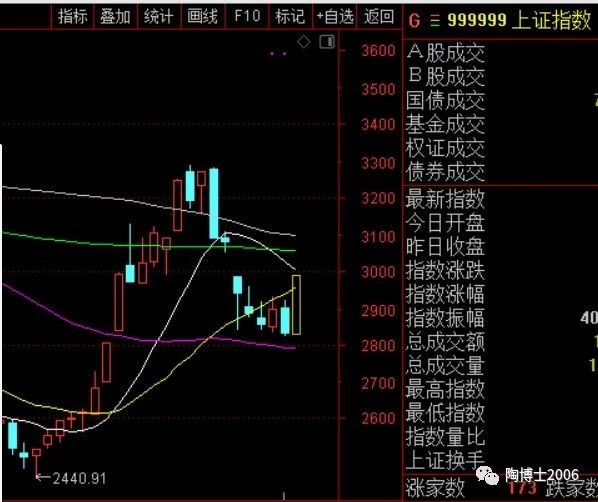 指标 叠加 统计 画线 F10 标记 +自选 返回
G 999999 上证指数
3600
3500
3400
3300
3200
3100
3000
2900
2800
2700
2600
←2440.91
A股成交
B股成交
国债成交
基金成交
权证成交
债券成交
最新指数
今日开盘
昨日收盘
指数涨跌
指数涨幅
指数振幅 40
总成交额 1
总成交量 1
最高指数
最低指数
指数量比
上证换手
陶博士2006
涨家数 173 跌家数